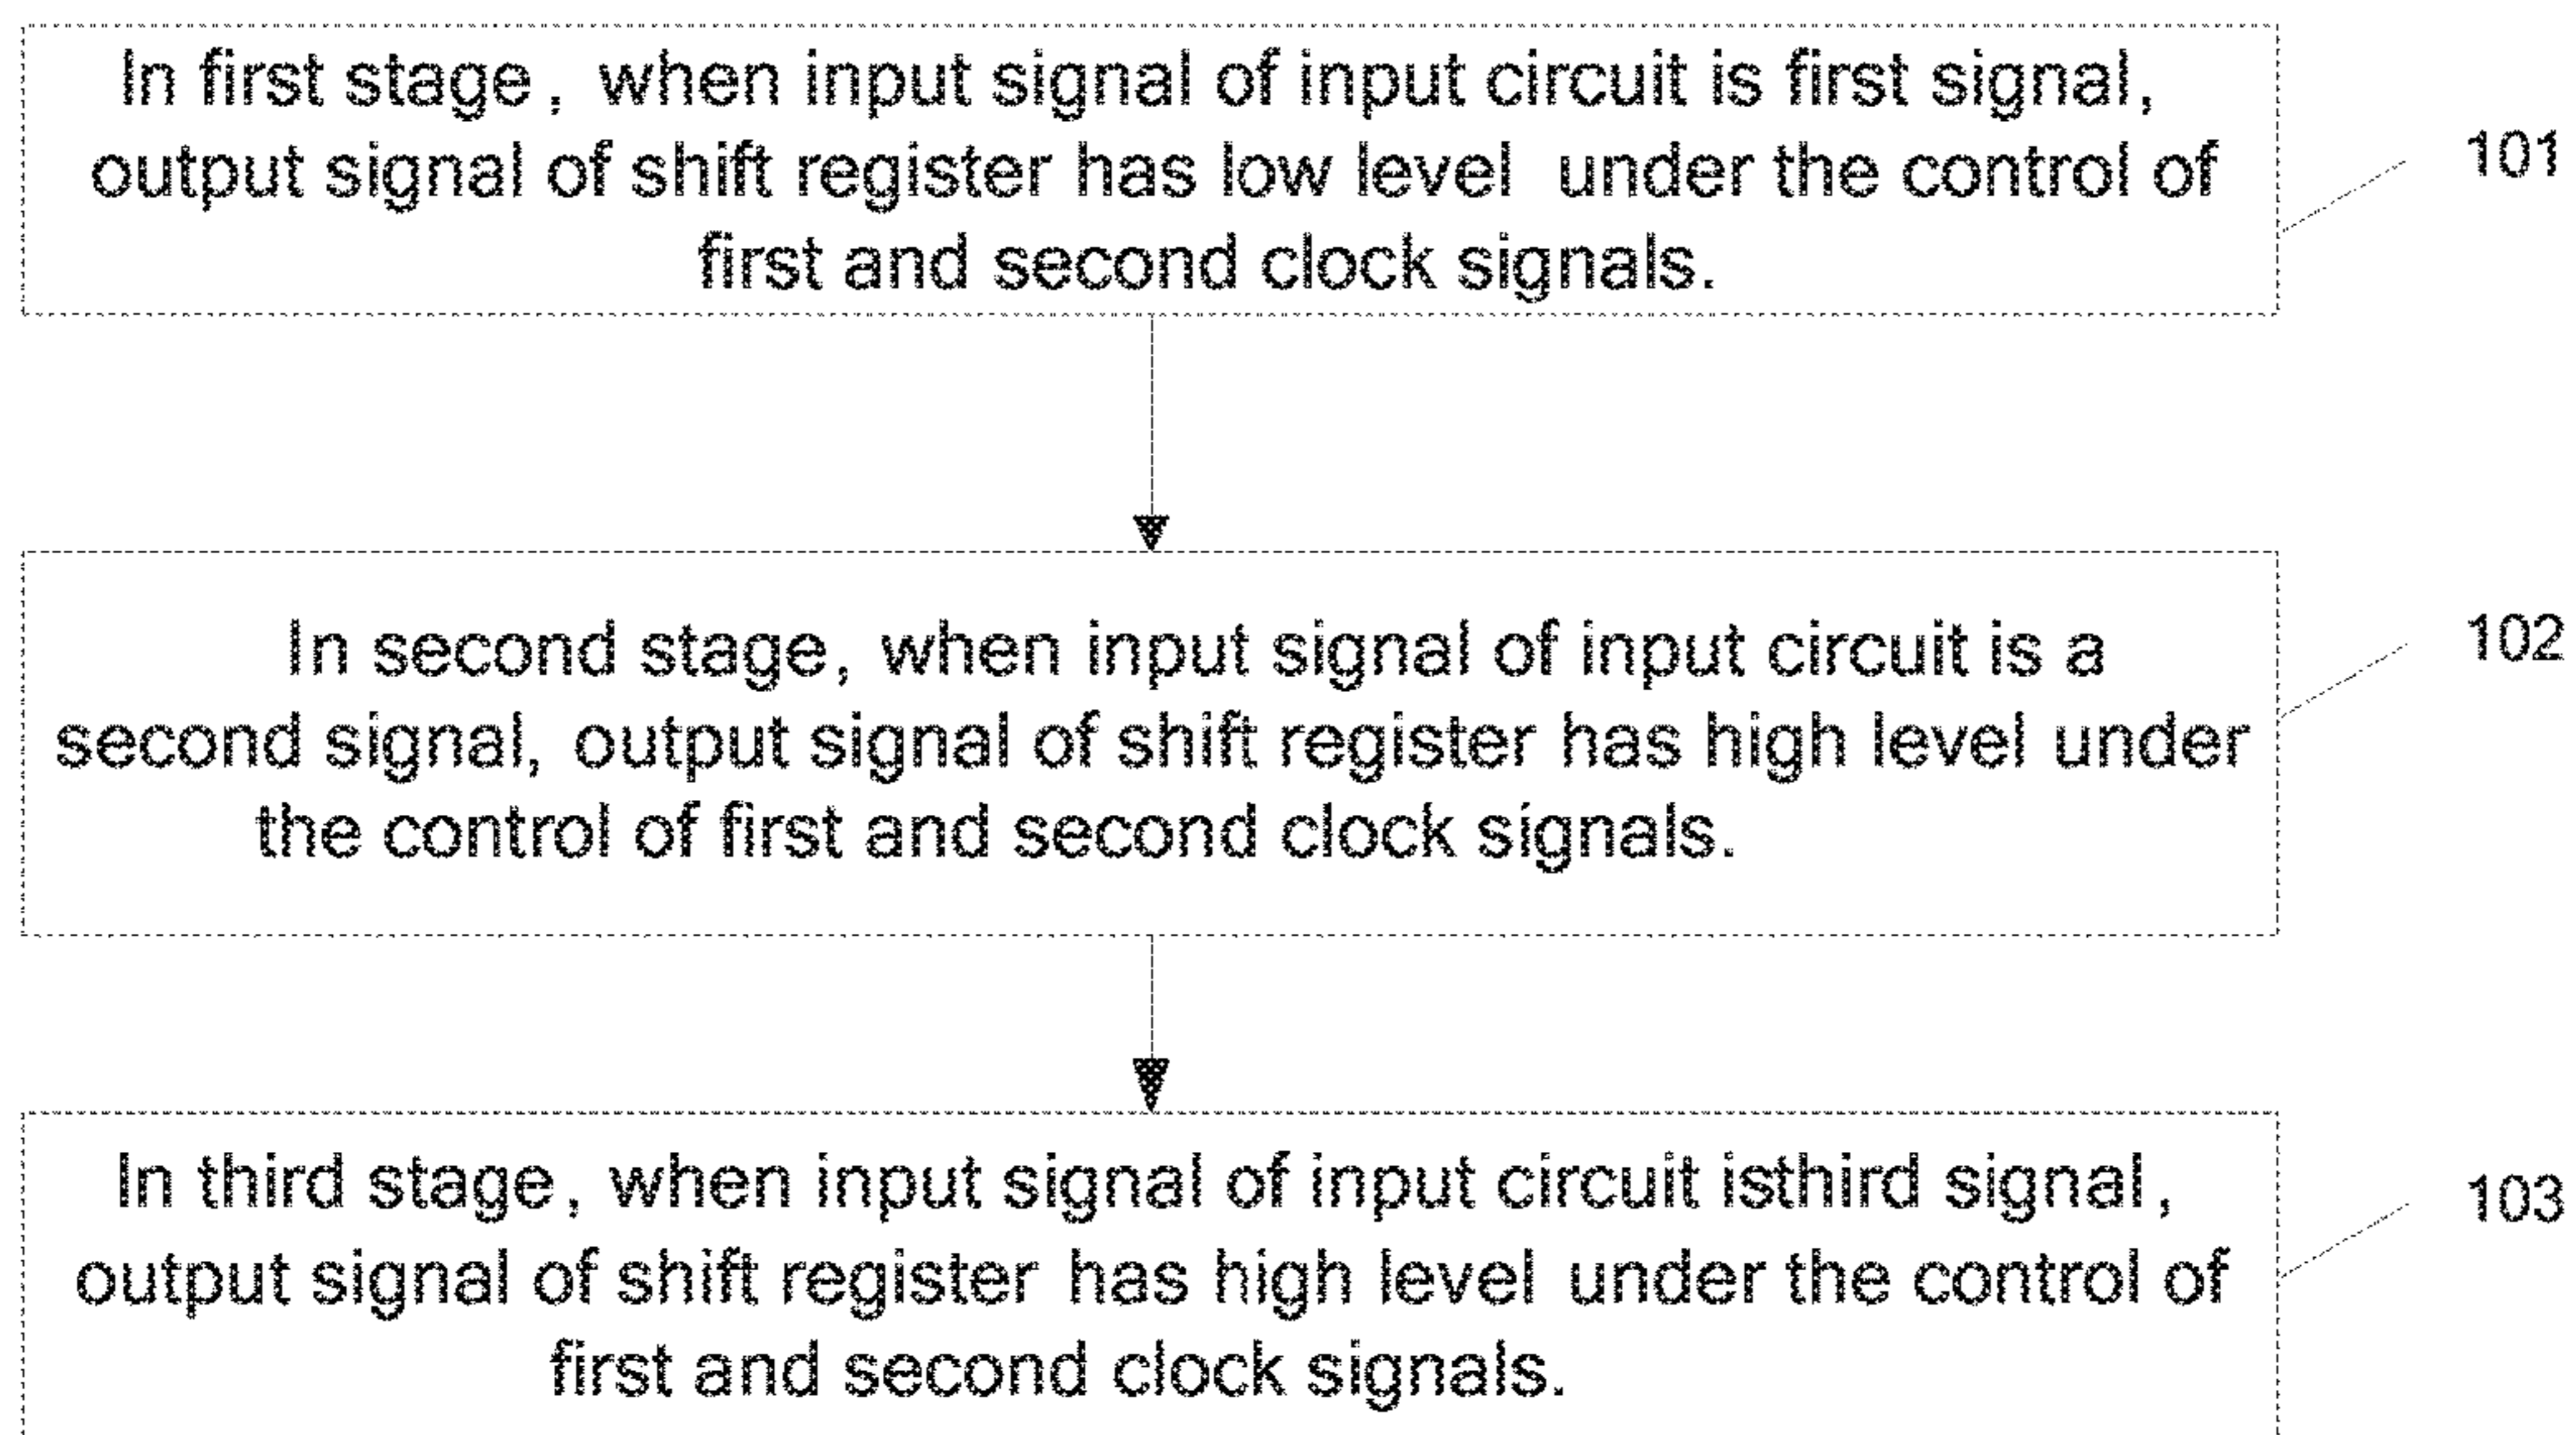 In first stage, when input signal of input circuit is first signal,
output signal of shift register has low level under the control of
first and second clock signals.
101
In second stage, when input signal of input circuit is a
second signal, output signal of shift register has high level under
the control of first and second clock signals.
102
In third stage, when input signal of input circuit isthird signal,
output signal of shift register has high level under the control of
first and second clock signals.
103